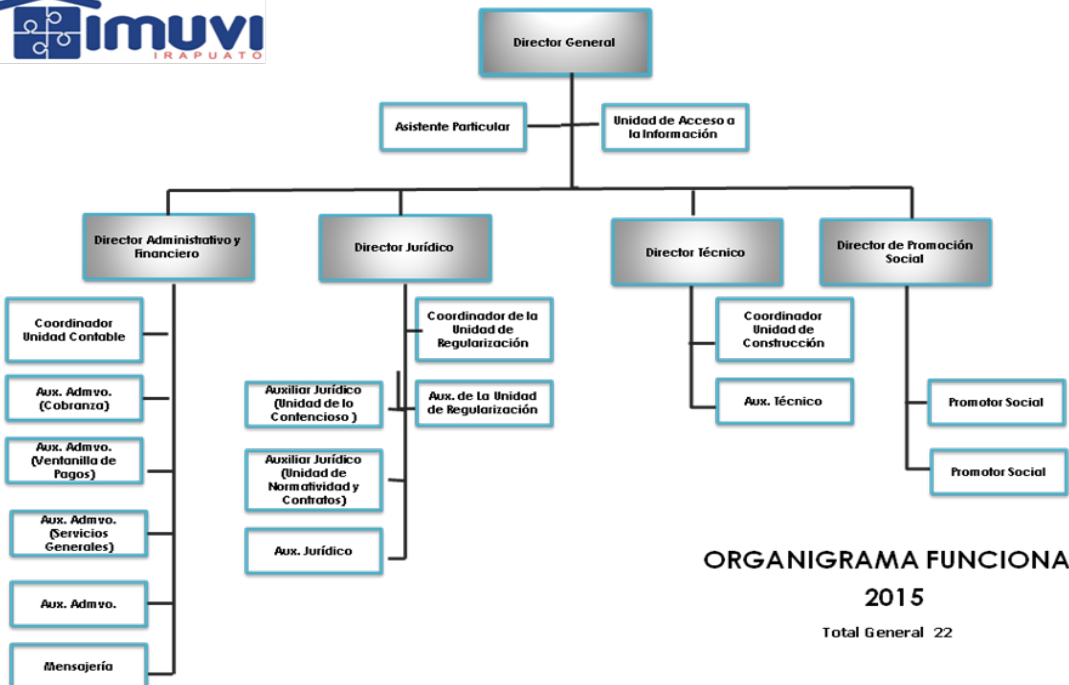 imuvi
IRAPUATO
Director General
Asistente Particular
Unidad de Acceso a
la Información
Director Administrativo y
Financiero
Director Jurídico
Director Técnico
Director de Promoción
Social
Coordinador
Unidad Contable
Aux. Admvo.
(Cobranza)
Aux. Admvo.
(Ventanilla de
Pagos)
Aux. Admvo.
(Servicios
Generales)
Aux. Admvo.
Mensajería
Coordinador de la
Unidad de
Regularización
Auxiliar Jurídico
(Unidad de lo
Contencioso )
Aux. de La Unidad
de Regularización
Auxiliar Jurídico
(Unidad de
Normatividad y
Contratos)
Aux. Jurídico
Coordinador
Unidad de
Construcción
Aux. Técnico
Promotor Social
Promotor Social
ORGANIGRAMA FUNCIONA
2015
Total General 22